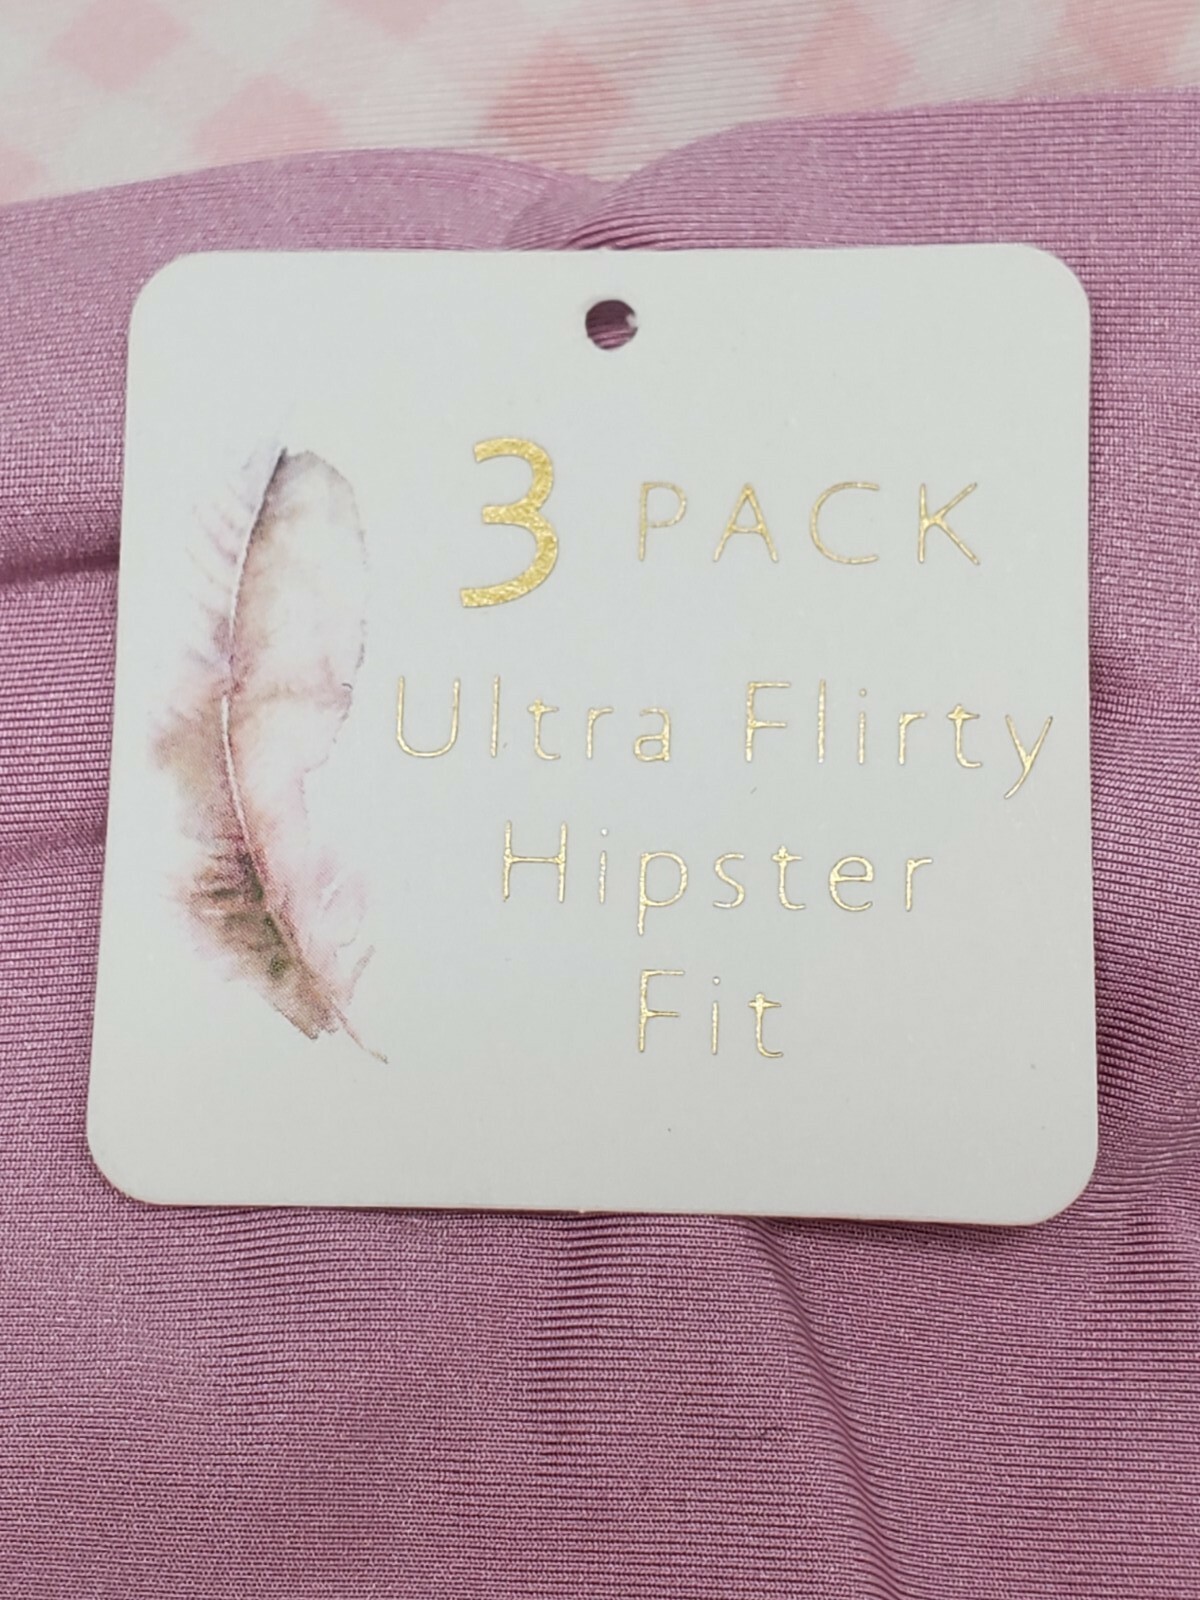 3 PACK
Ultra Flirty
Hipster
Fit